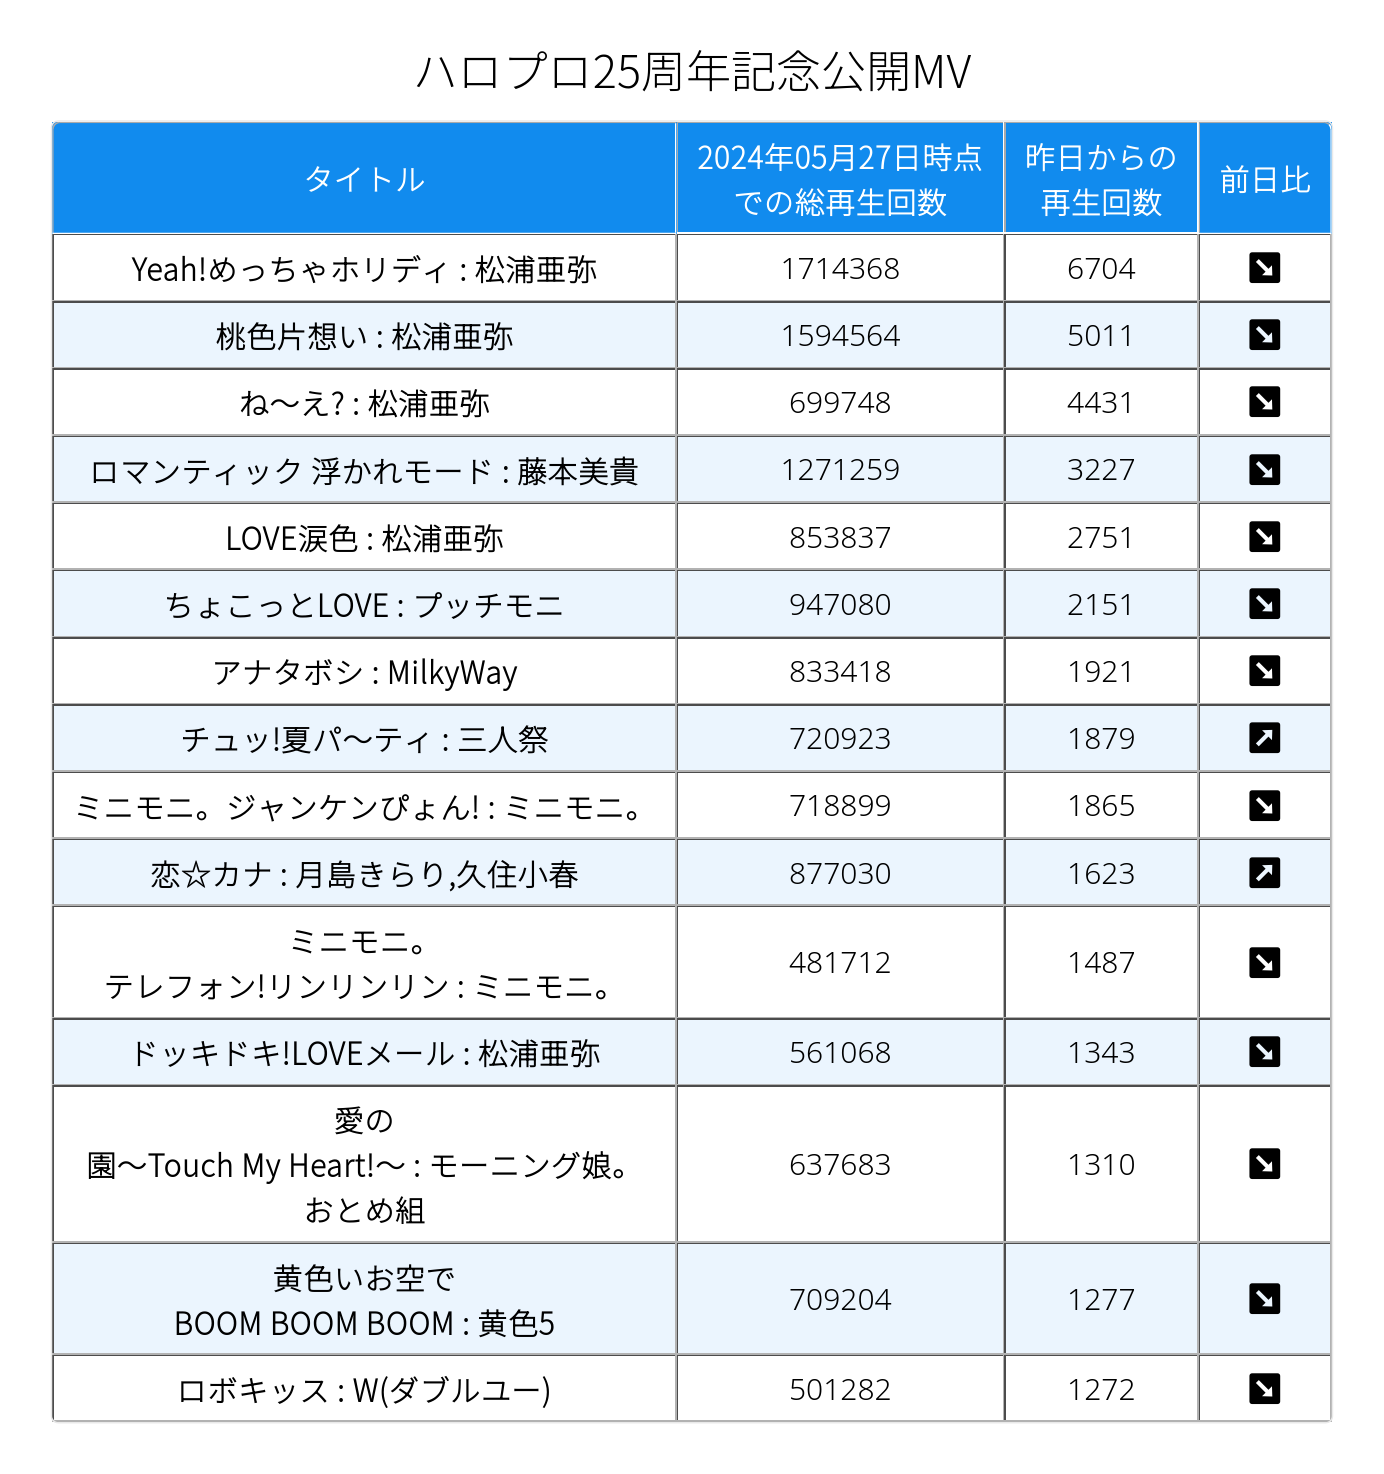 ハロプロ25周年記念公開MV
タイトル
2024年05月27日時点
での総再生回数
昨日からの
再生回数
前日比
Yeah!めっちゃホリディ : 松浦亜弥
1714368
6704
桃色片想い : 松浦亜弥
1594564
5011
ね～え? : 松浦亜弥
699748
4431
ロマンティック 浮かれモード : 藤本美貴
1271259
3227
LOVE涙色 : 松浦亜弥
853837
2751
ちょこっとLOVE : プッチモニ
947080
2151
アナタボシ : MilkyWay
833418
1921
チュッ!夏パ～ティ : 三人祭
720923
1879
ミニモニ。ジャンケンぴょん! : ミニモニ。
718899
1865
恋☆カナ : 月島きらり,久住小春
877030
1623
ミニモニ。
テレフォン!リンリンリン : ミニモニ。
481712
1487
ドッキドキ!LOVEメール : 松浦亜弥
561068
1343
愛の
園～Touch My Heart!～ : モーニング娘。
おとめ組
637683
1310
黄色いお空で
BOOM BOOM BOOM : 黄色5
709204
1277
ロボキッス : W(ダブルユー)
501282
1272